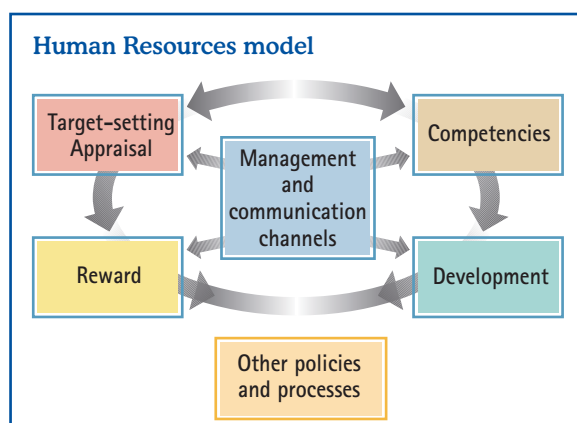 Human Resources model
Target-setting
Appraisal
Competencies
Management
and
communication
channels
Reward
Development
Other policies
and processes